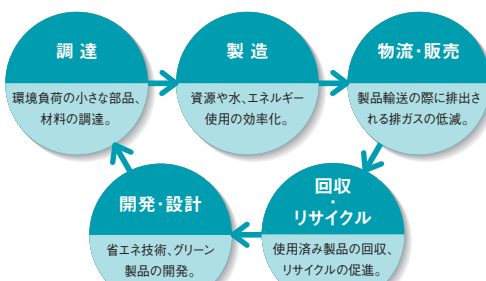 調達
環境負荷の小さな部品、
材料の調達。
製造
資源や水、エネルギー
使用の効率化。
物流・販売
製品輸送の際に排出さ
れる排ガスの低減。
回収
・
リサイクル
使用済み製品の回収、
リサイクルの促進。
開発・設計
省エネ技術、グリーン
製品の開発。